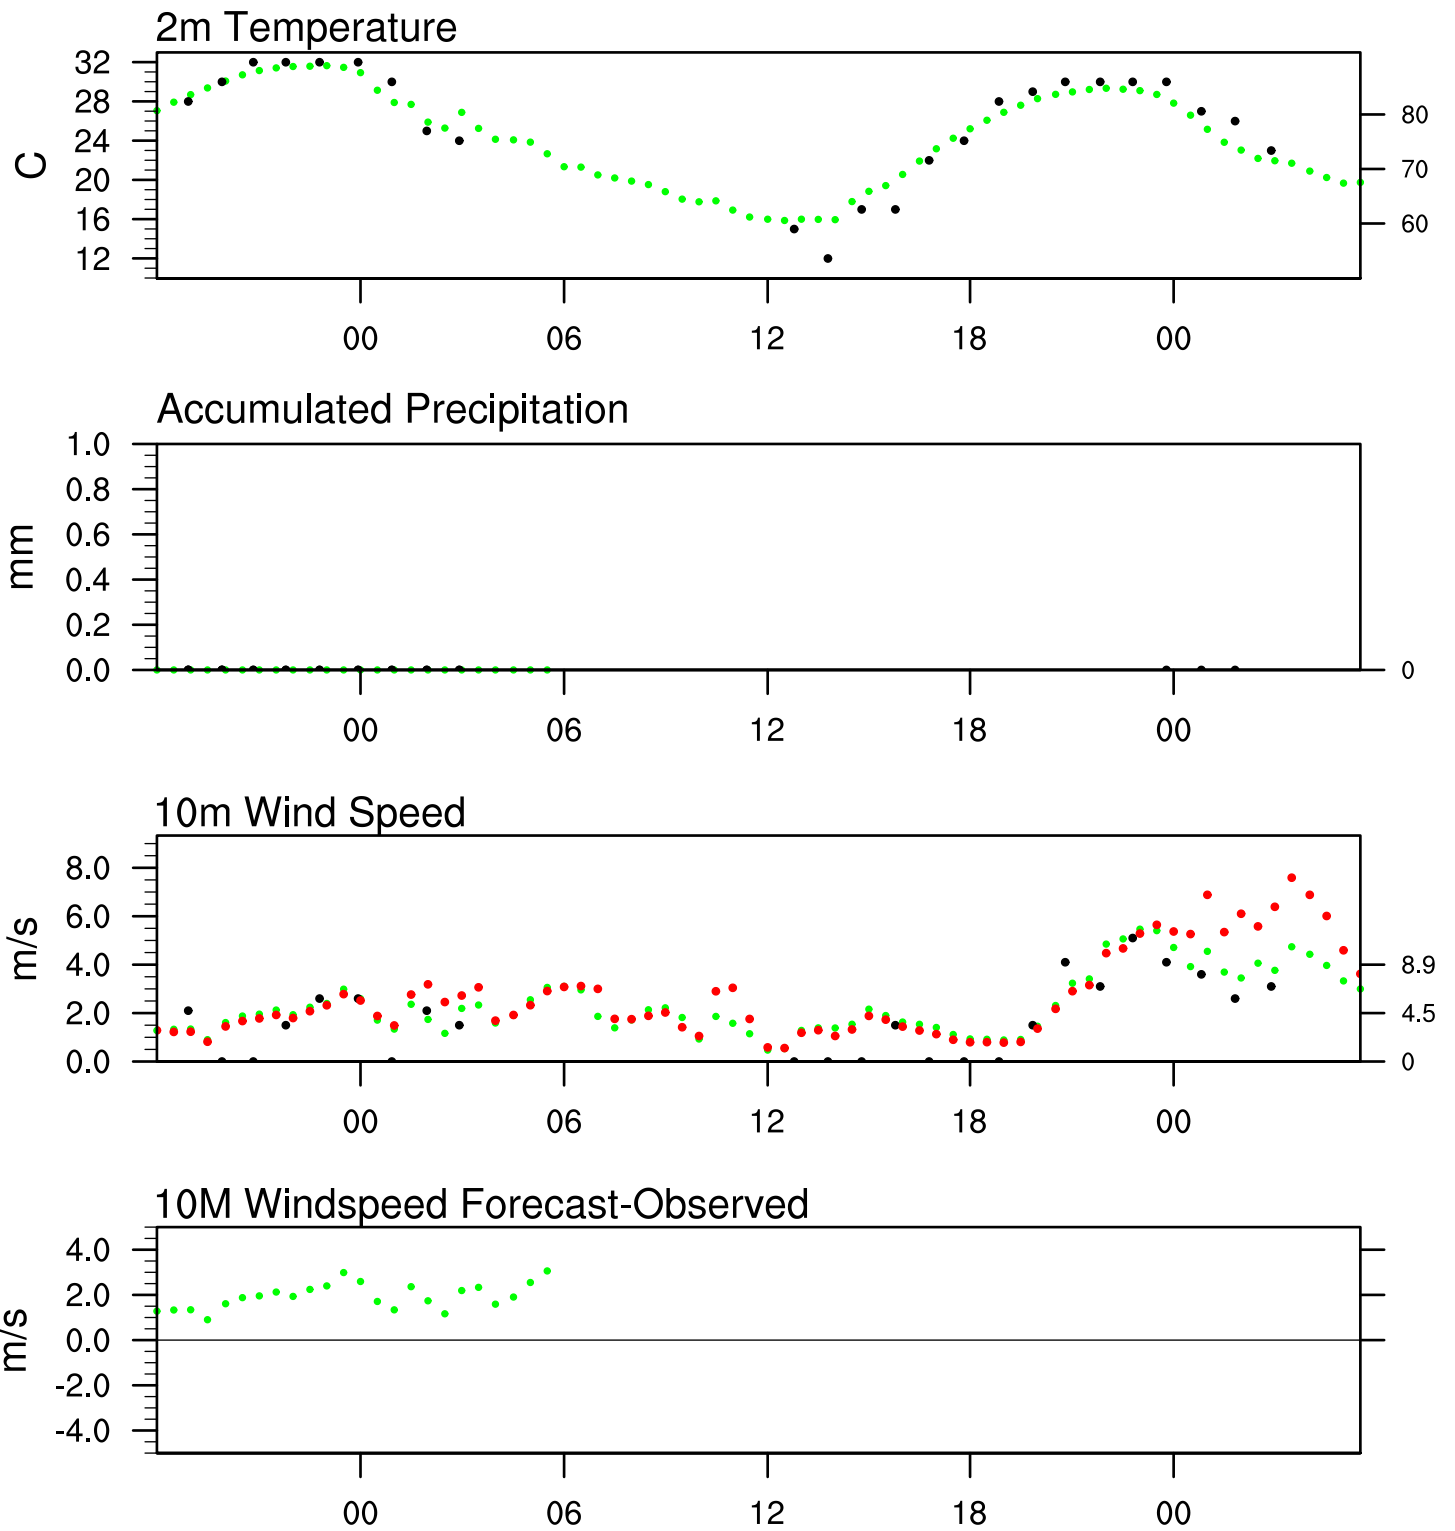 2m Temperature
32
28
24
20
16
12
C
80
70
60
00 06 12 18 00
Accumulated Precipitation
1.0
0.8
0.6
0.4
0.2
0.0
mm
0
00 06 12 18 00
10m Wind Speed
8.0
6.0
4.0
2.0
0.0
m/s
8.9
4.5
0
00 06 12 18 00
10M Windspeed Forecast-Observed
4.0
2.0
0.0
-2.0
-4.0
m/s
00 06 12 18 00